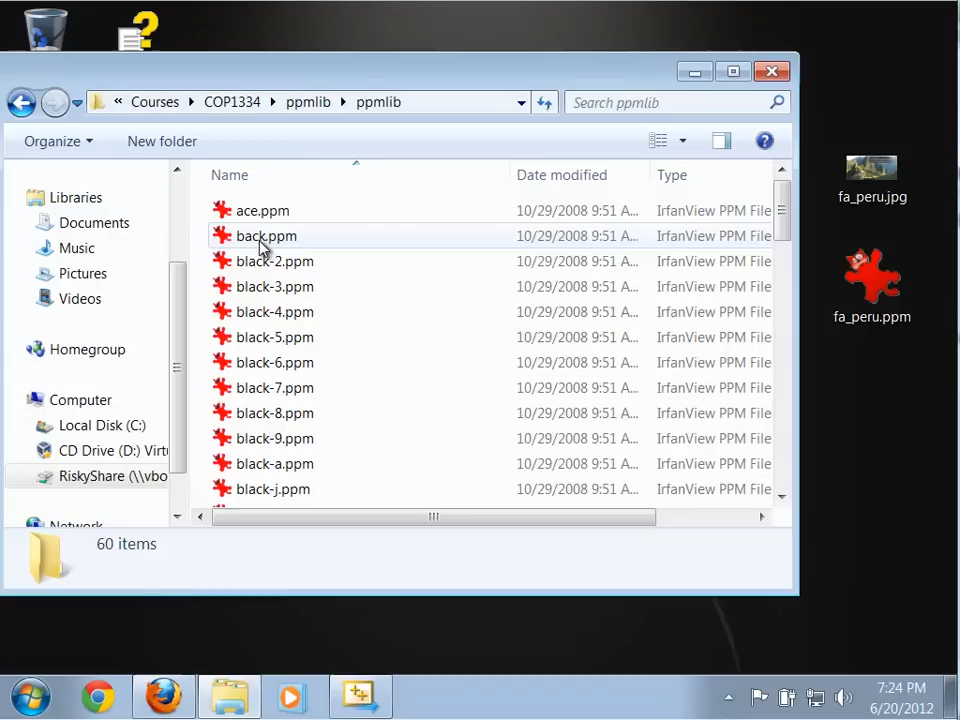 « Courses COP1334 ppmlib ppmlib
Search ppmlib
Organize New folder
Name Date modified Type
Libraries
Documents
Music
Pictures
Videos
Homegroup
Computer
Local Disk (C:)
CD Drive (D:) Virtu
RiskyShare (\\vbo
Network
ace.ppm 10/29/2008 9:51 A... IrfanView PPM File
back.ppm 10/29/2008 9:51 A... IrfanView PPM File
black-2.ppm 10/29/2008 9:51 A... IrfanView PPM File
black-3.ppm 10/29/2008 9:51 A... IrfanView PPM File
black-4.ppm 10/29/2008 9:51 A... IrfanView PPM File
black-5.ppm 10/29/2008 9:51 A... IrfanView PPM File
black-6.ppm 10/29/2008 9:51 A... IrfanView PPM File
black-7.ppm 10/29/2008 9:51 A... IrfanView PPM File
black-8.ppm 10/29/2008 9:51 A... IrfanView PPM File
black-9.ppm 10/29/2008 9:51 A... IrfanView PPM File
black-a.ppm 10/29/2008 9:51 A... IrfanView PPM File
black-j.ppm 10/29/2008 9:51 A... IrfanView PPM File
60 items
fa_peru.jpg
fa_peru.ppm
7:24 PM
6/20/2012